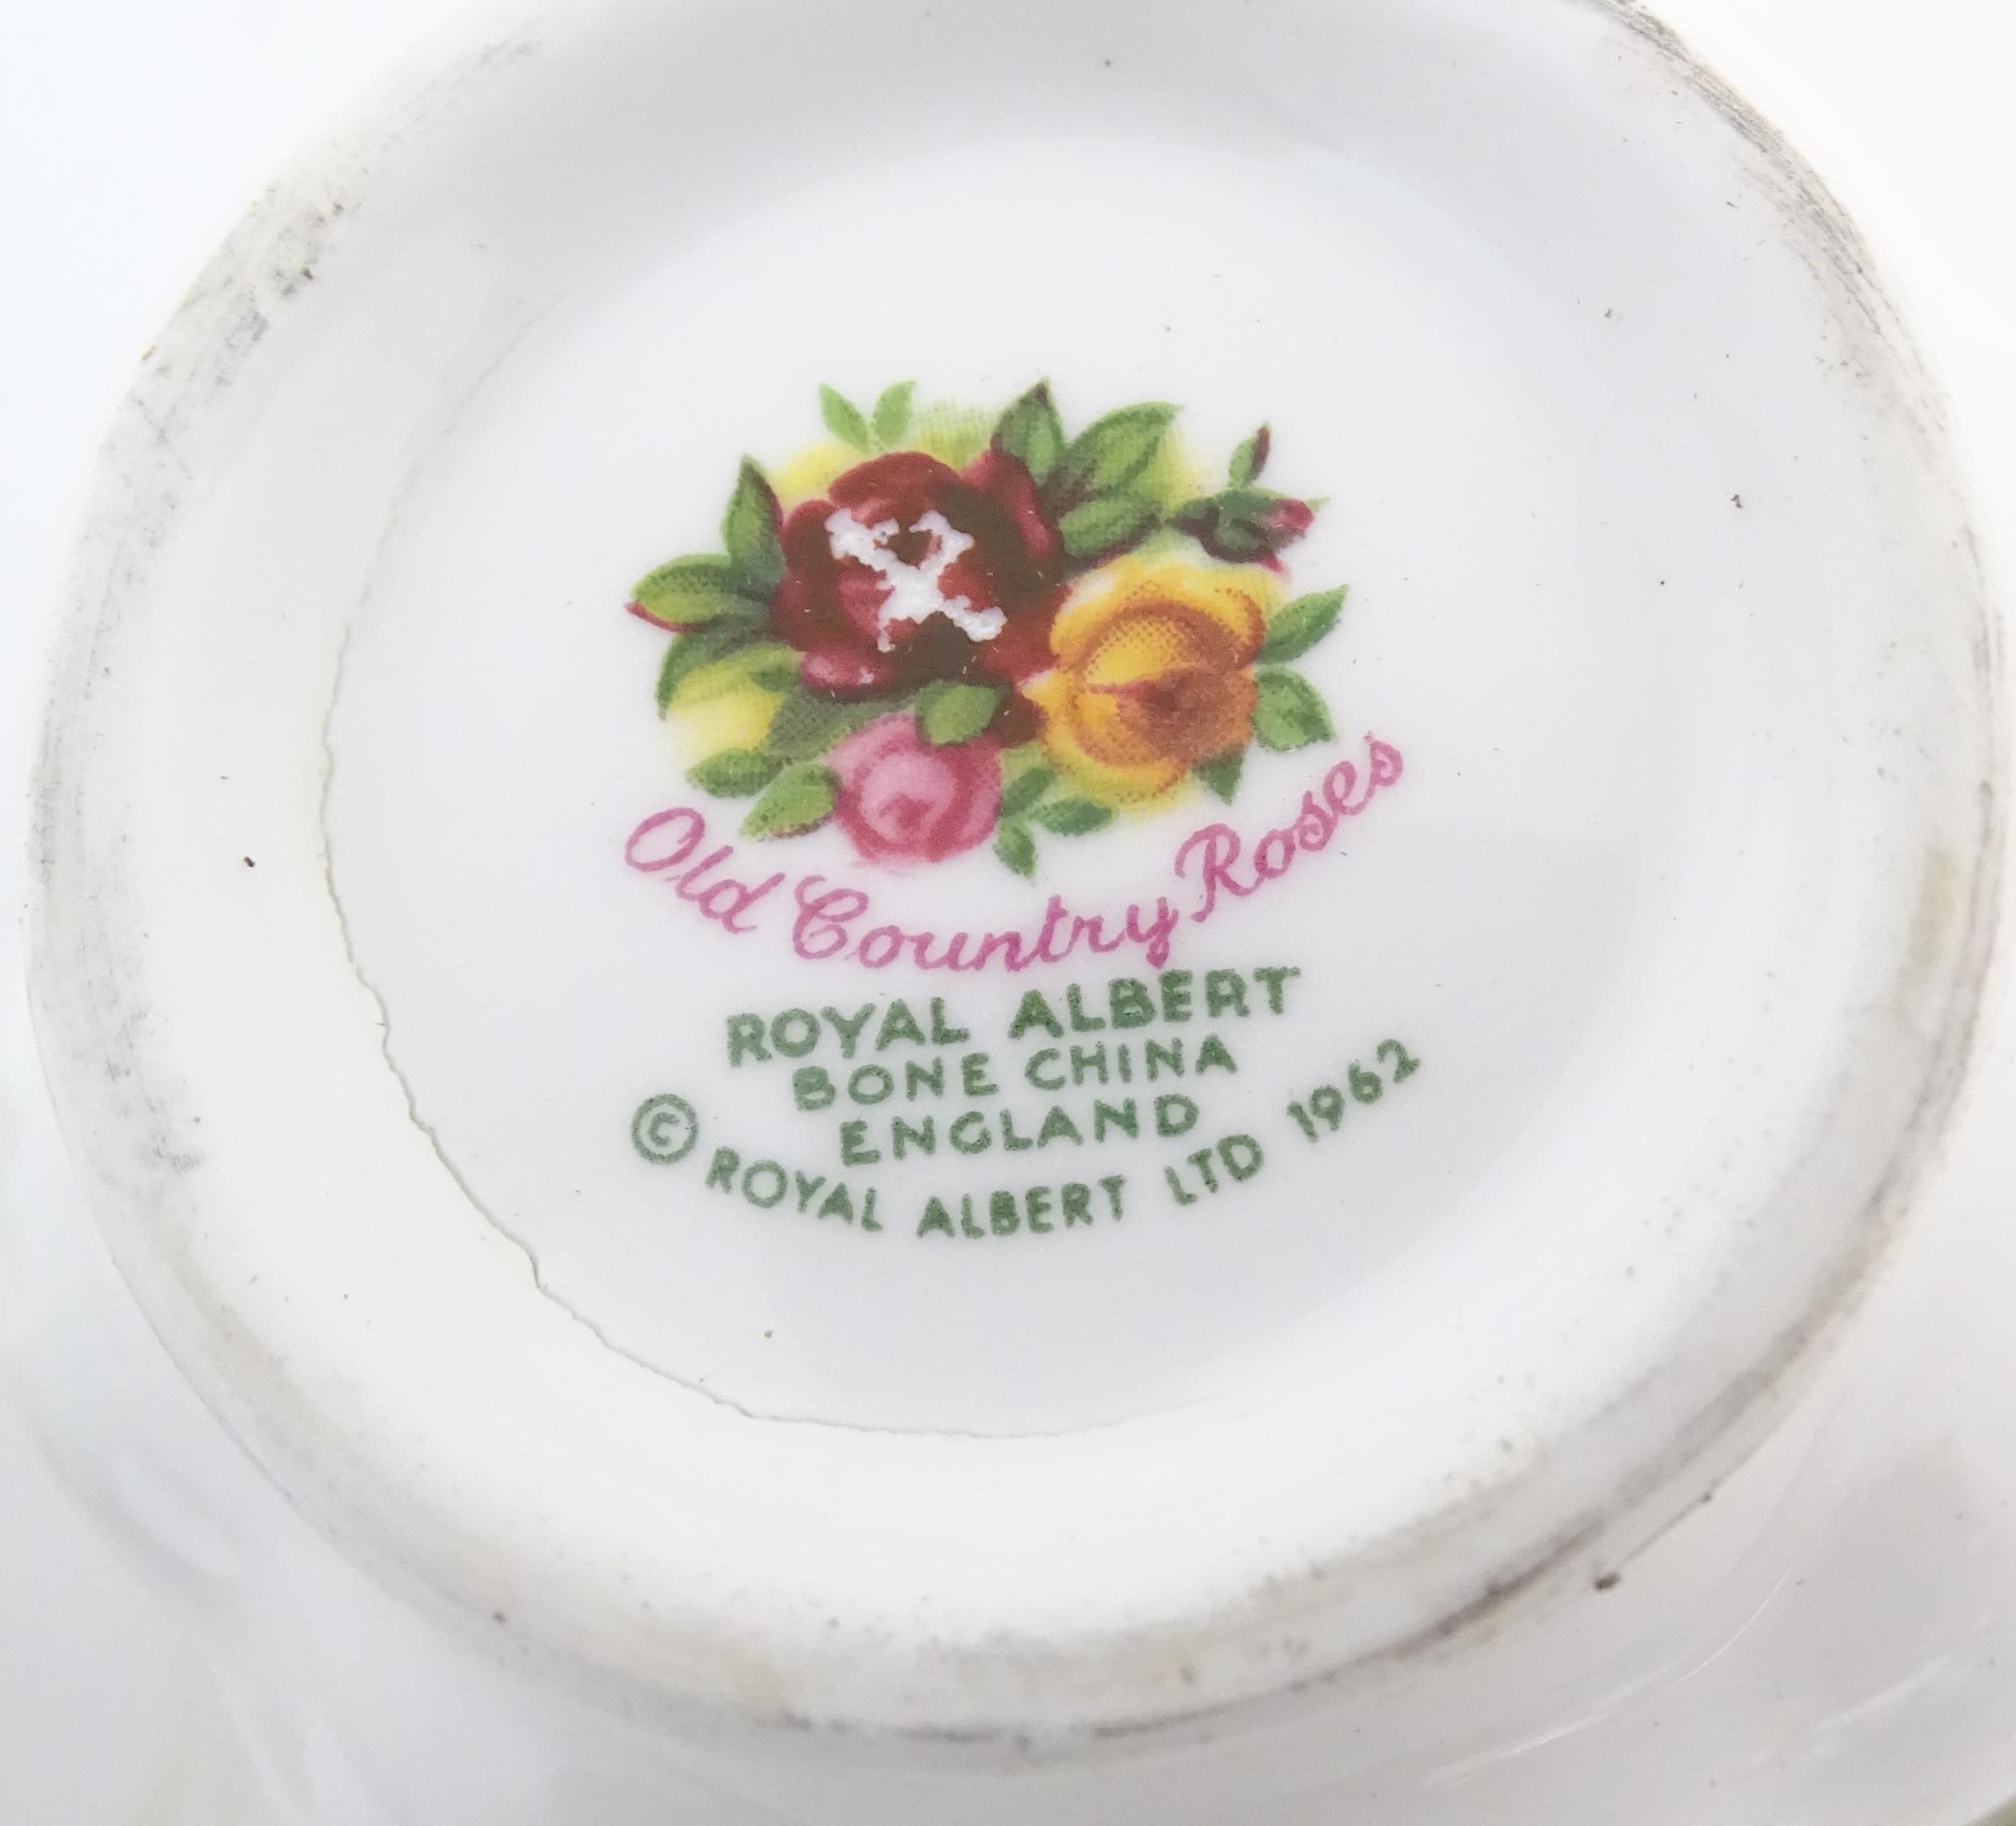 Old Country Roses
ROYAL ALBERT
BONE CHINA
ENGLAND
© ROYAL ALBERT LTD 1962